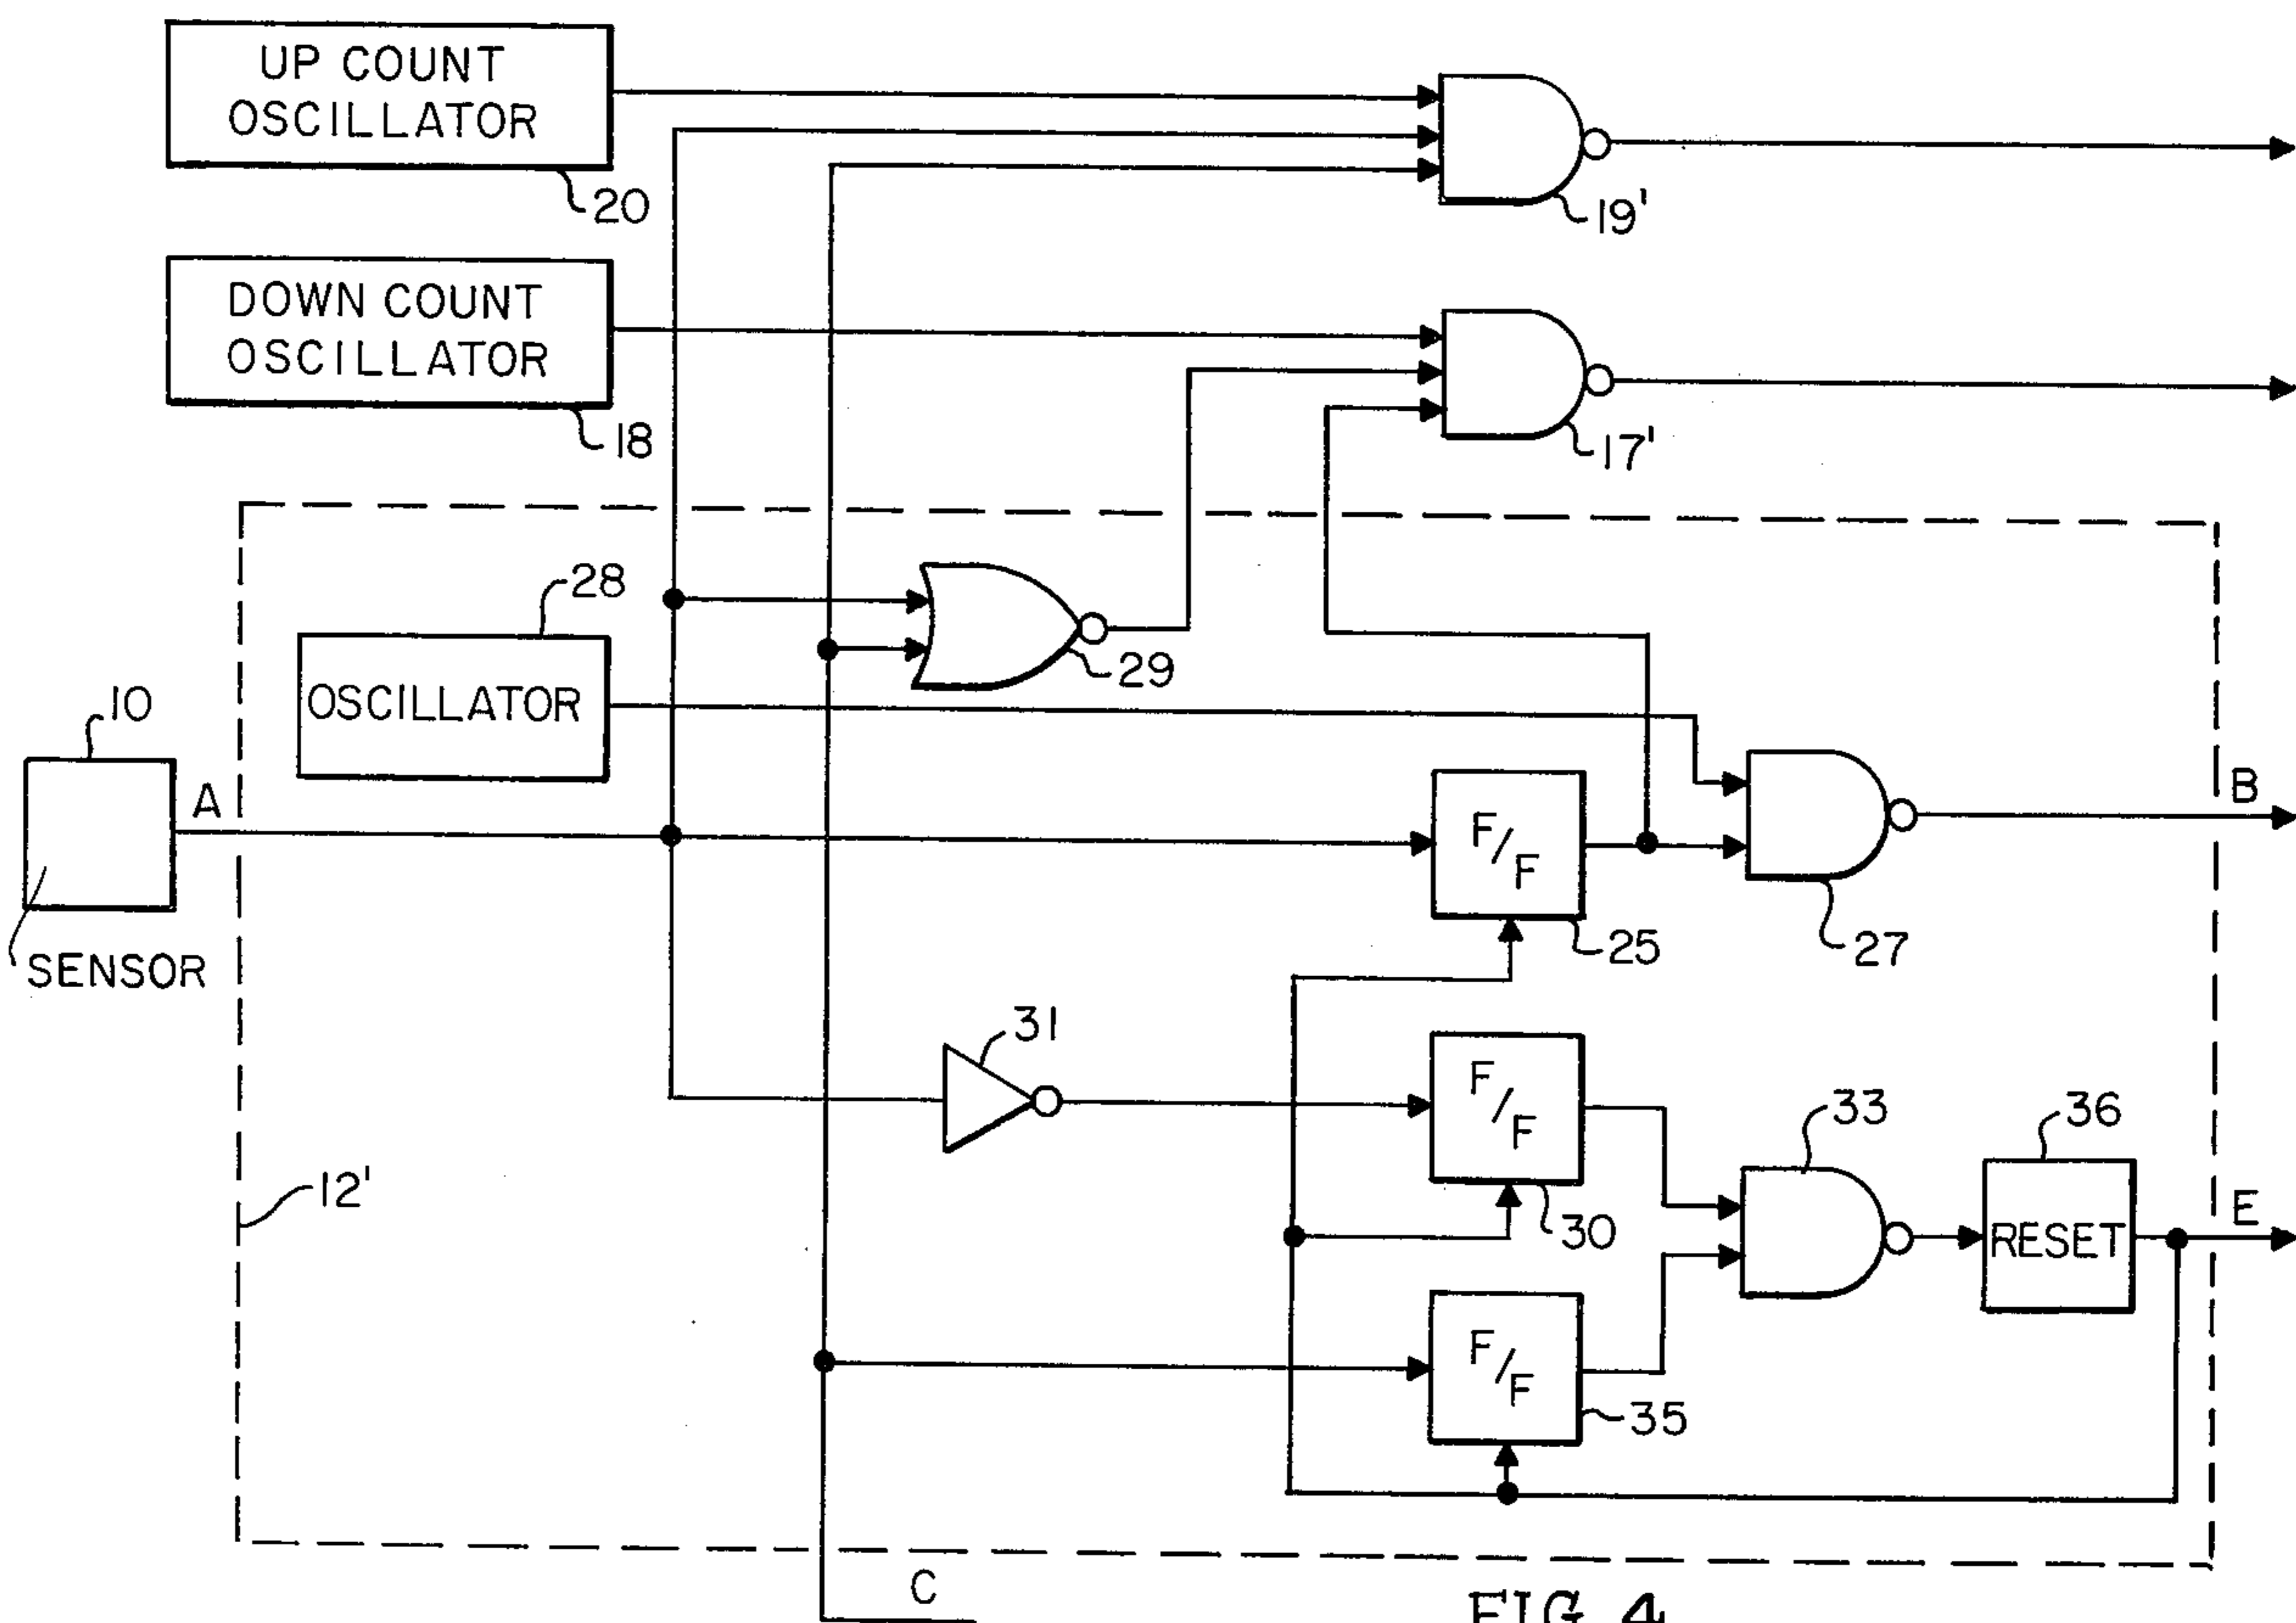 UP COUNT
OSCILLATOR
20
19'
DOWN COUNT
OSCILLATOR
18
17'
28
29
OSCILLATOR
10
A
B
F/F
25
27
SENSOR
31
F/F
33
36
12'
30
RESET
E
F/F
35
C
FIG. 4